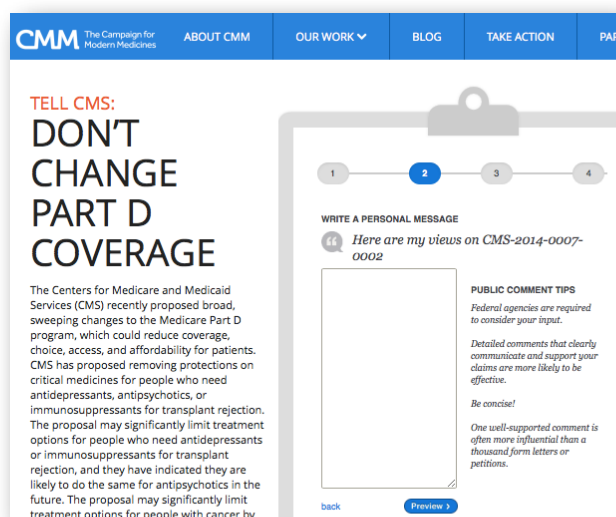 CMM The Campaign for Modern Medicines
ABOUT CMM
OUR WORK
BLOG
TAKE ACTION
PAR
TELL CMS:
DON'T
CHANGE
PART D
COVERAGE
The Centers for Medicare and Medicaid
Services (CMS) recently proposed broad,
sweeping changes to the Medicare Part D
program, which could reduce coverage,
choice, access, and affordability for patients.
CMS has proposed removing protections on
critical medicines for people who need
antidepressants, antipsychotics, or
immunosuppressants for transplant rejection.
The proposal may significantly limit treatment
options for people who need antidepressants
or immunosuppressants for transplant
rejection, and they have indicated they are
likely to do the same for antipsychotics in the
future. The proposal may significantly limit
treatment options for people with cancer by
1
2
3
4
WRITE A PERSONAL MESSAGE
Here are my views on CMS-2014-0007-
0002
PUBLIC COMMENT TIPS
Federal agencies are required
to consider your input.
Detailed comments that clearly
communicate and support your
claims are more likely to be
effective.
Be concise!
One well-supported comment is
often more influential than a
thousand form letters or
petitions.
back
Preview